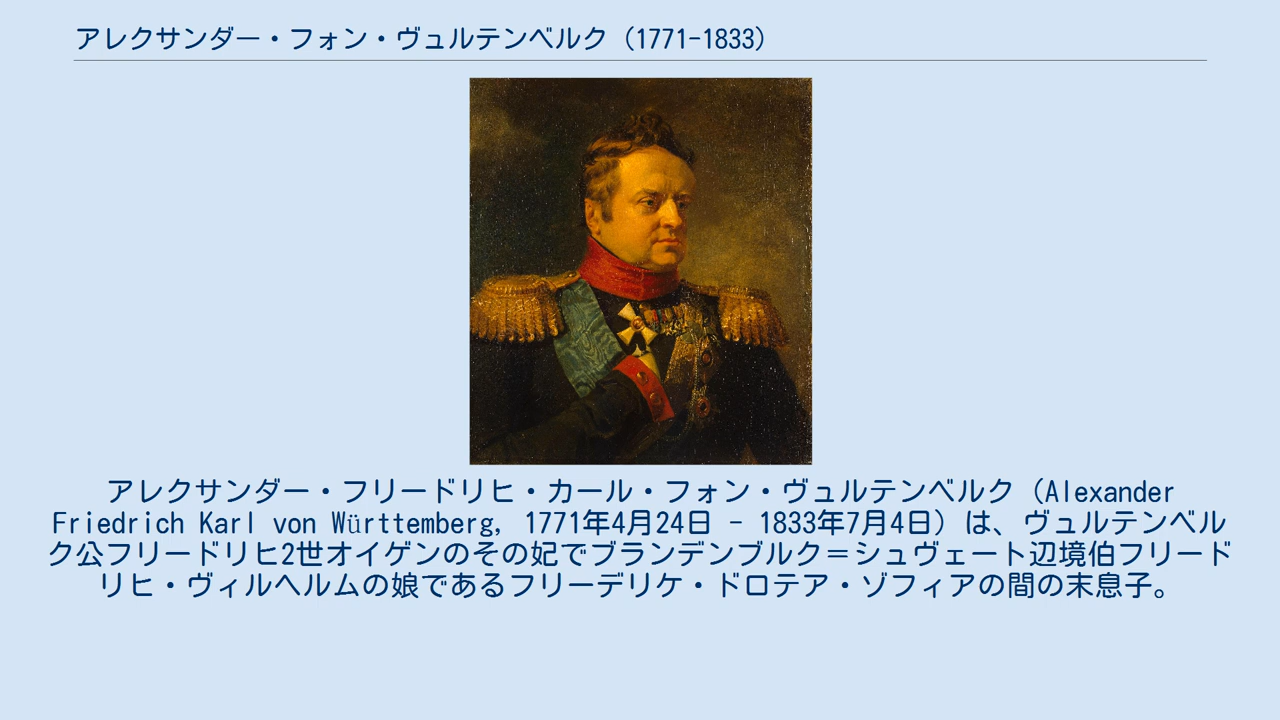 アレクサンダー・フォン・ヴュルテンベルク（1771-1833）
アレクサンダー・フリードリヒ・カール・フォン・ヴュルテンベルク（Alexander
Friedrich Karl von Württemberg, 1771年4月24日 - 1833年7月4日）は、ヴュルテンベル
ク公フリードリヒ2世オイゲンのその妃でブランデンブルク＝シュヴェート辺境伯フリード
リヒ・ヴィルヘルムの娘であるフリーデリケ・ドロテア・ゾフィアの間の末息子。